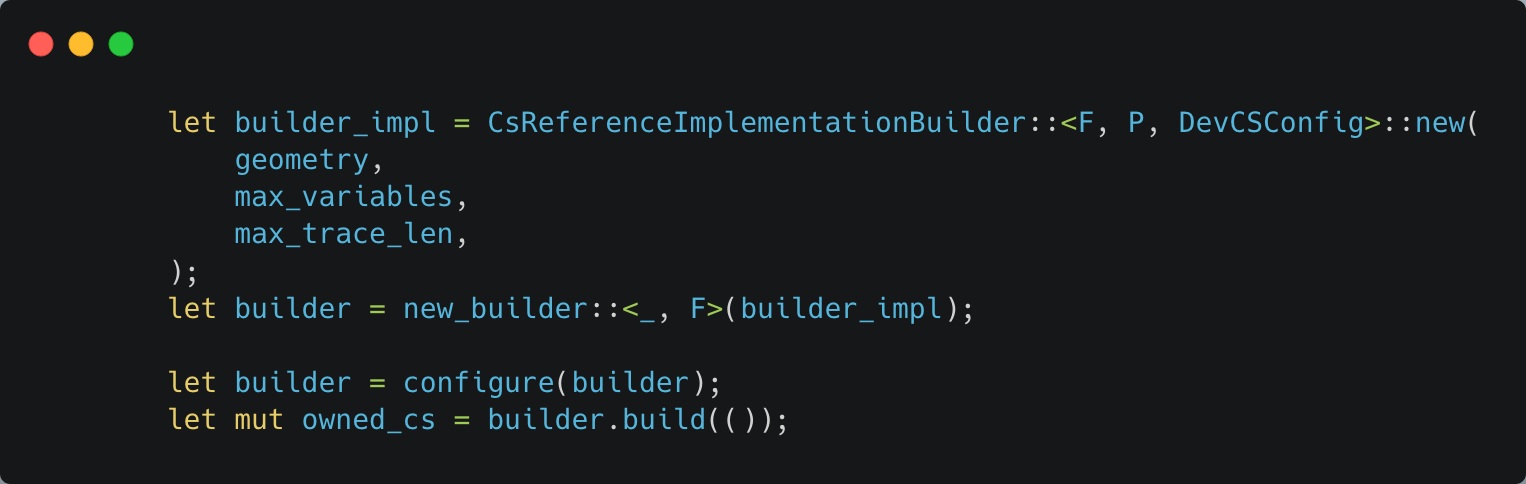 let builder_impl = CsReferenceImplementationBuilder::<F, P, DevCSConfig>::new(
    geometry,
    max_variables,
    max_trace_len,
);
let builder = new_builder::<_, F>(builder_impl);

let builder = configure(builder);
let mut owned_cs = builder.build(());